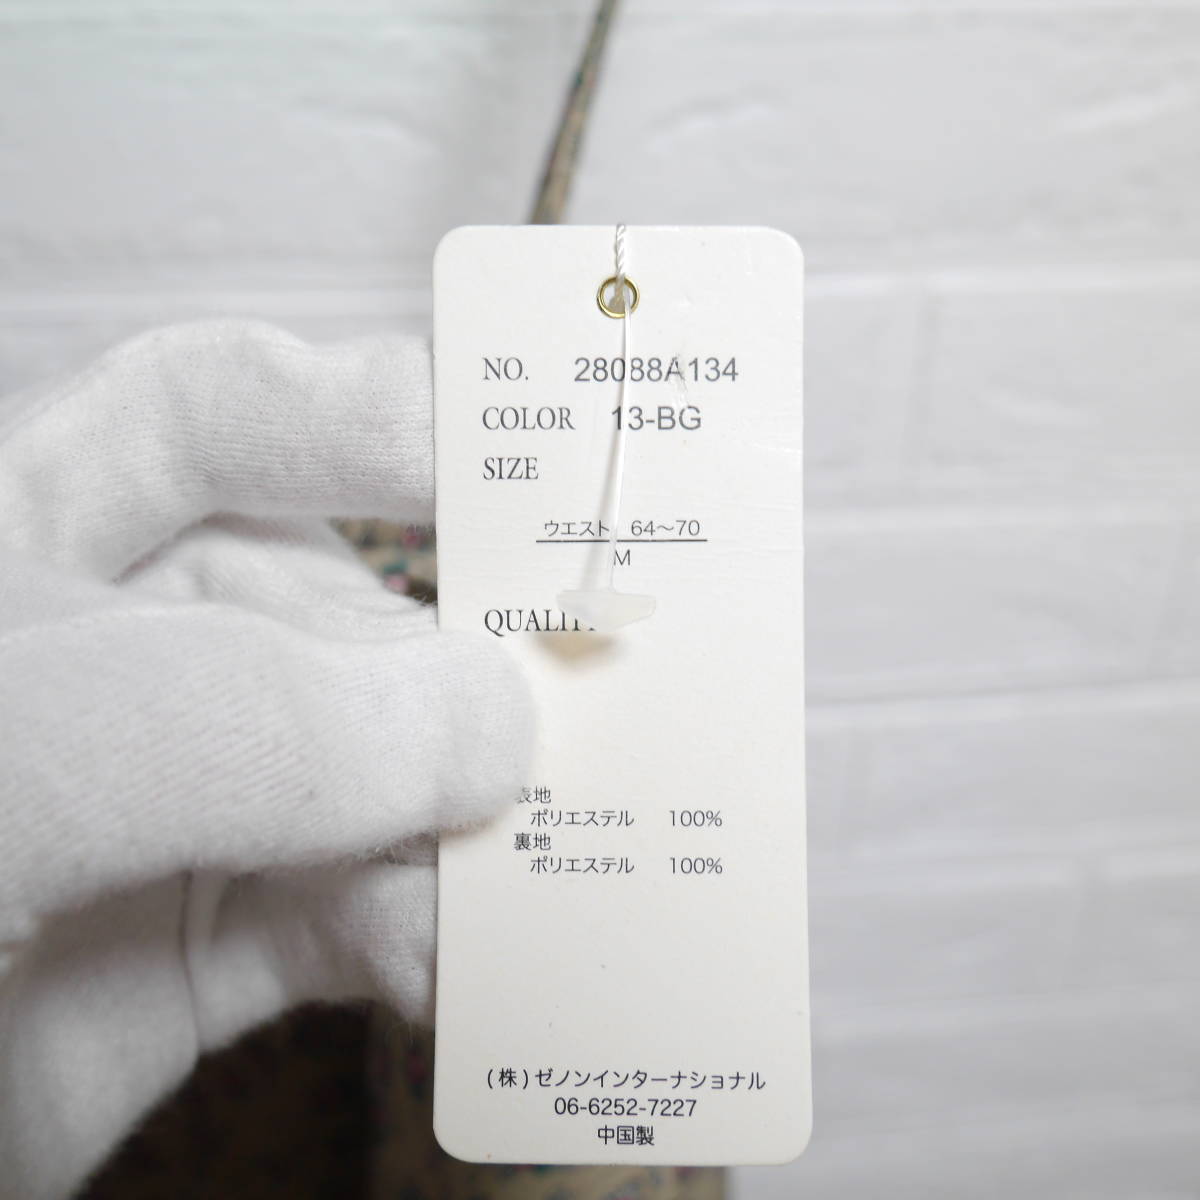 NO. 28088A134
COLOR 13-BG
SIZE
ウエスト 64～70
M
QUALITY
表地
ポリエステル 100%
裏地
ポリエステル 100%
(株)ゼノンインターナショナル
06-6252-7227
中国製